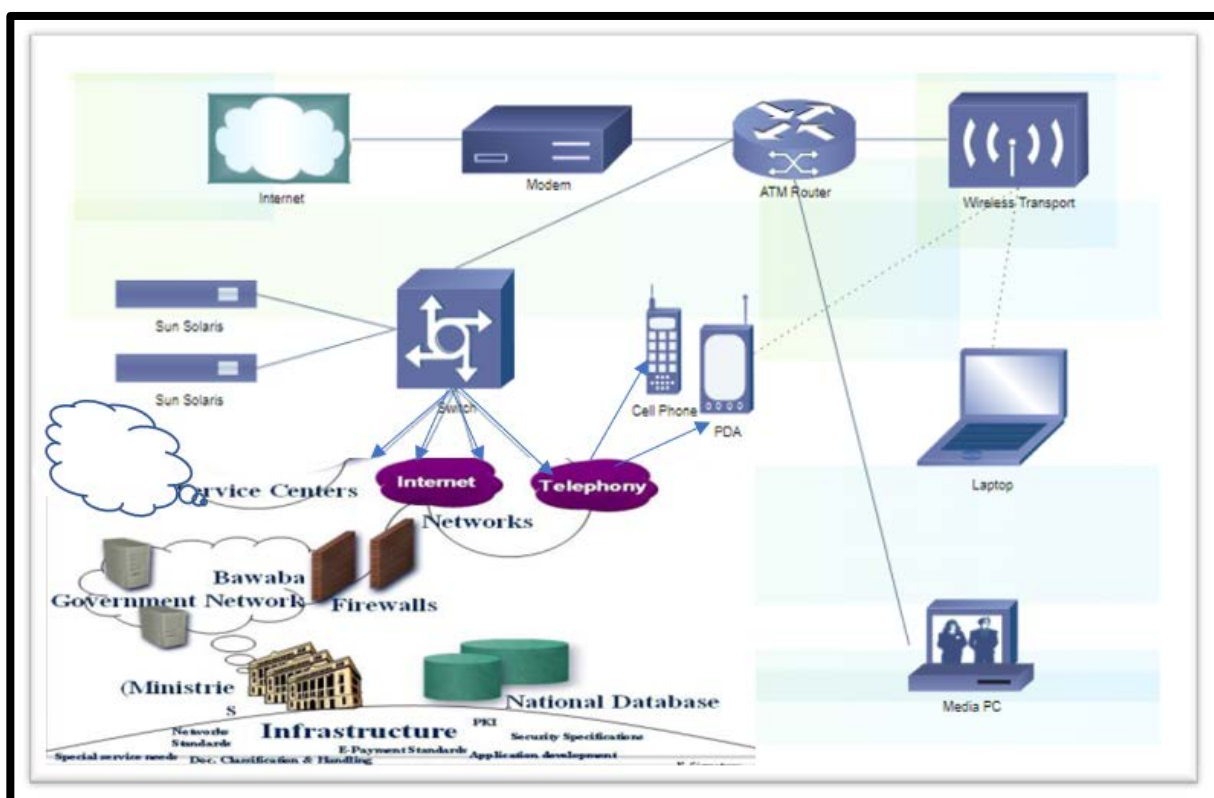 Internet
Modem
ATM Router
Wireless Transport
Sun Solaris
Sun Solaris
Switch
Cell Phone
PDA
Laptop
Service Centers
Internet
Telephony
Networks
Bawaba
Government Network
Firewalls
(Ministrie
s
National Database
Media PC
Infrastructure
PKI
Networks
Standards
Security Specifications
E-Payment Standards
Special service needs
Doc. Classification & Handling
Application development